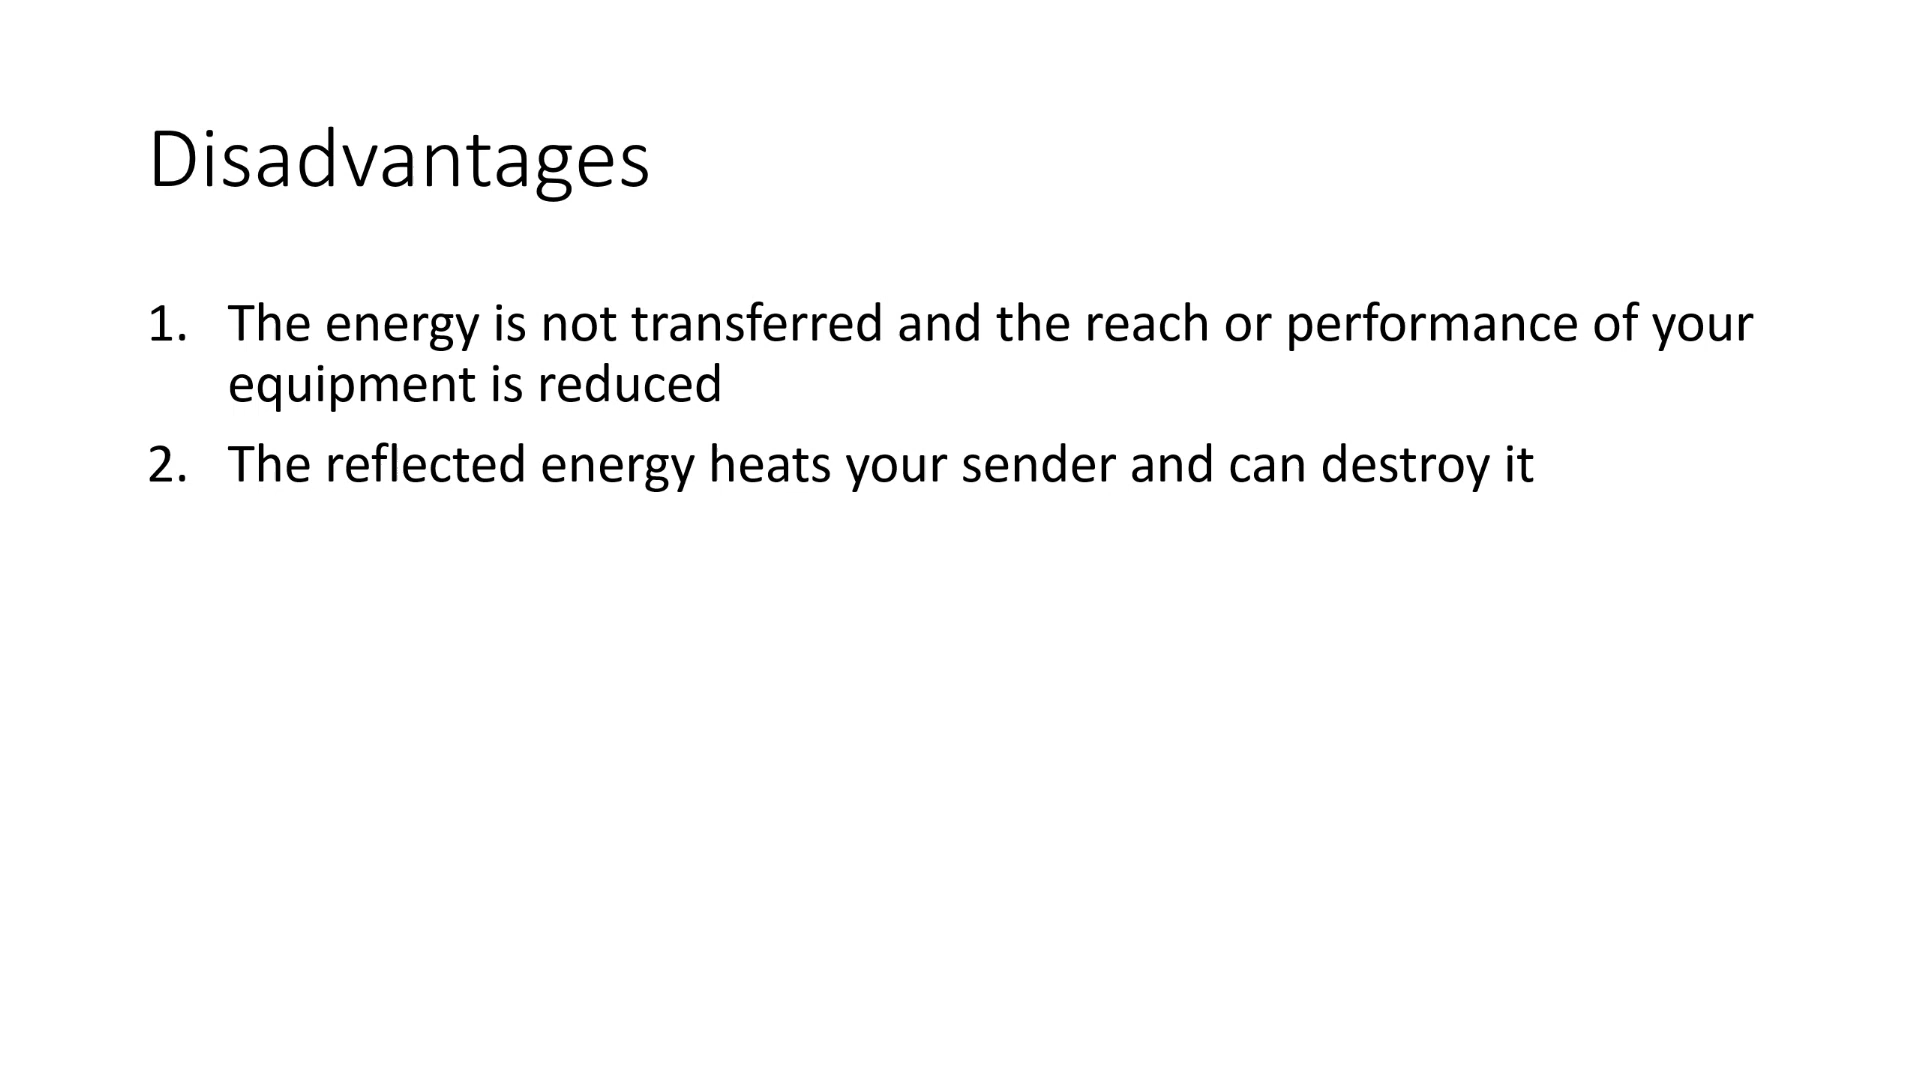 Disadvantages
1. The energy is not transferred and the reach or performance of your
equipment is reduced
2. The reflected energy heats your sender and can destroy it